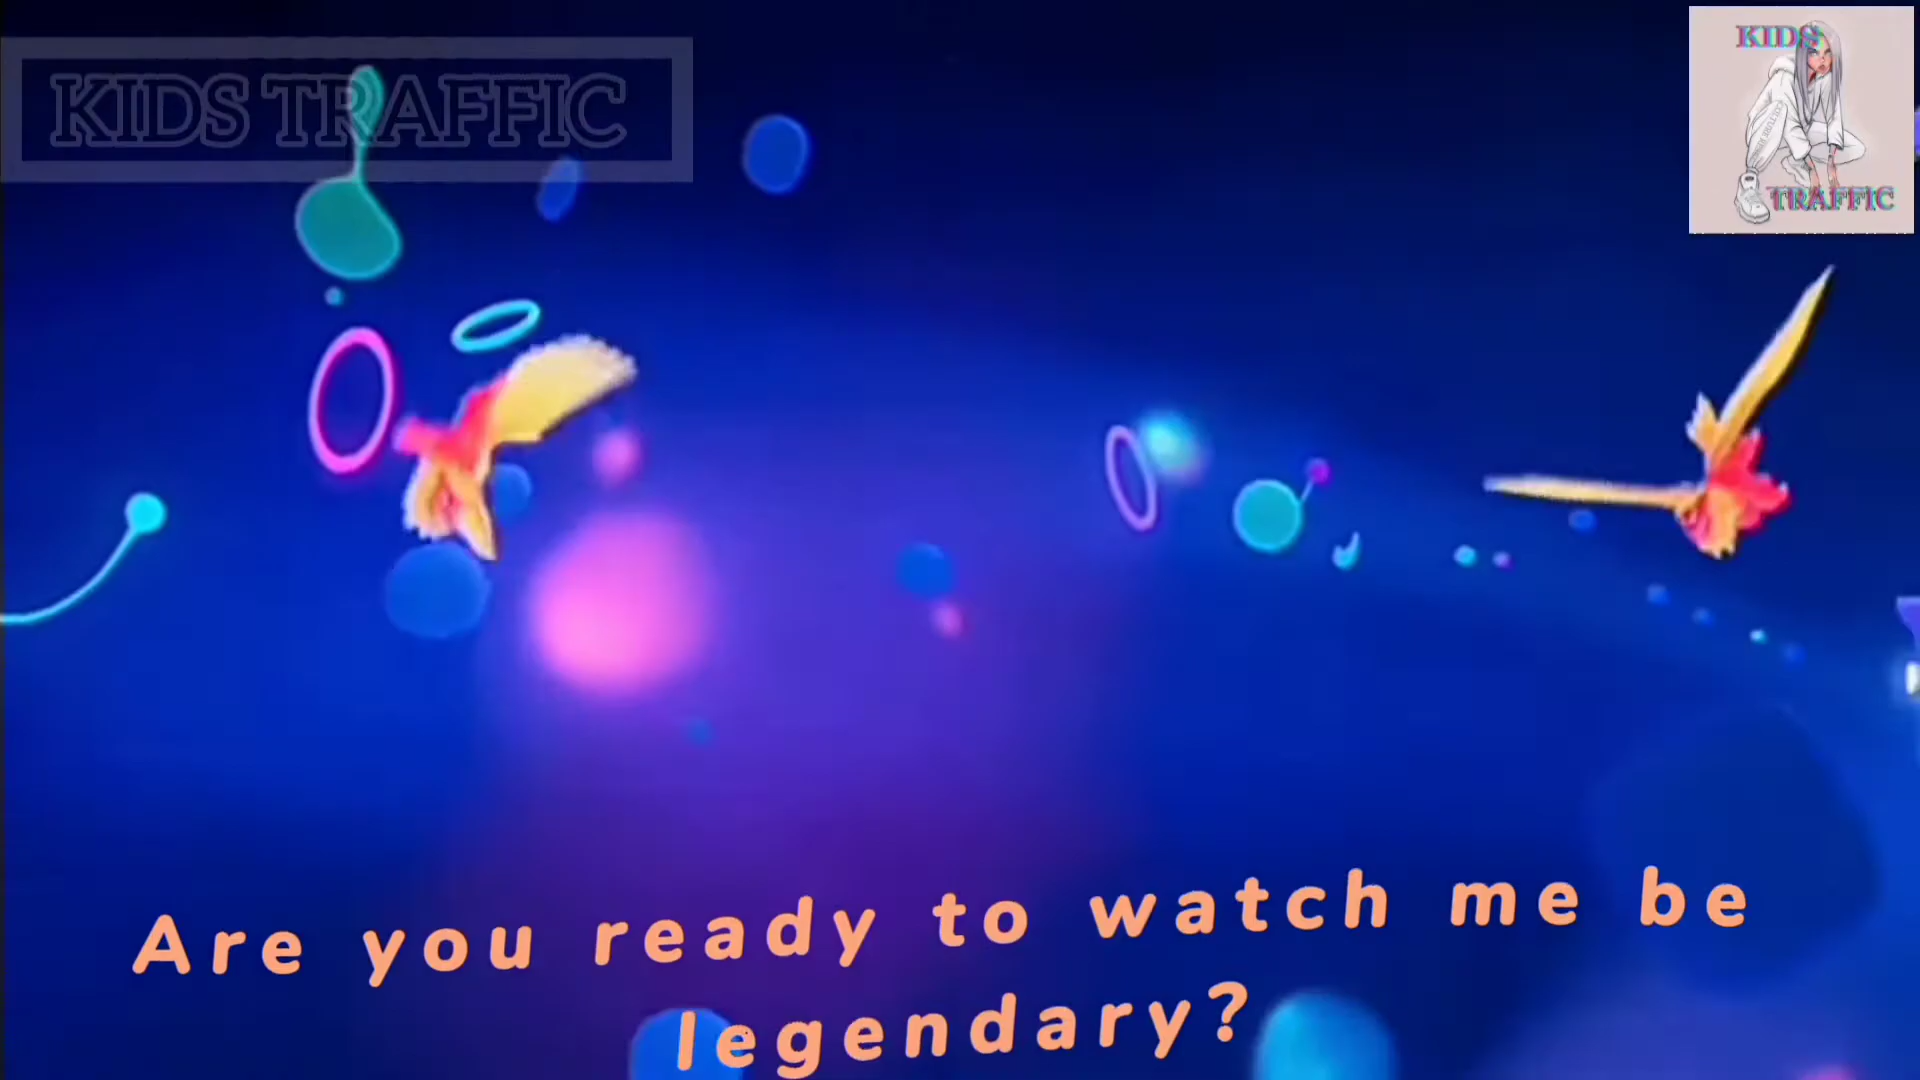 KIDS TRAFFIC
KIDS
TRAFFIC
Are you ready to watch me be
legendary?